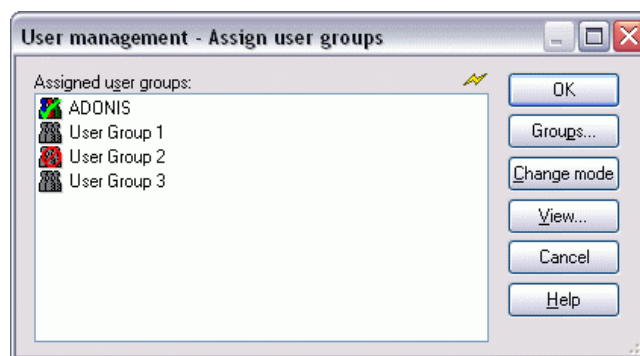 User management - Assign user groups
Assigned user groups:
ADONIS
User Group 1
User Group 2
User Group 3
OK
Groups...
Change mode
View...
Cancel
Help